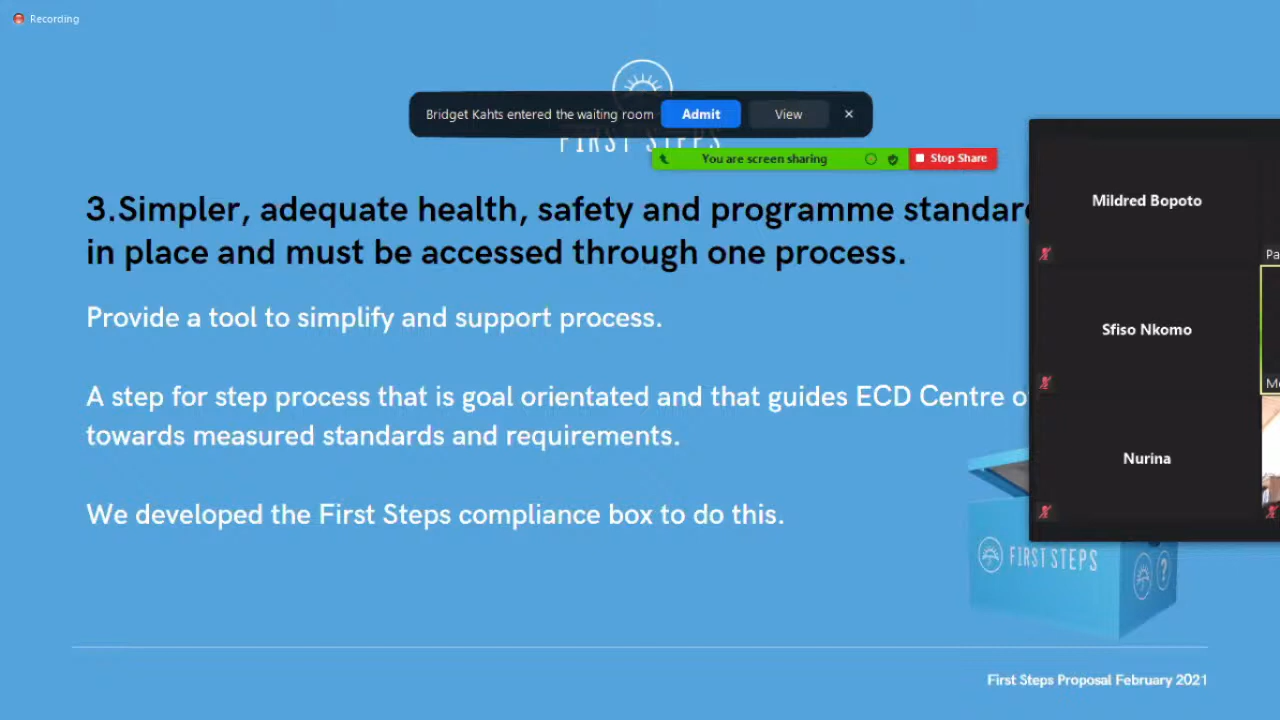 Recording
Bridget Kahts entered the waiting room Admit View
FIRST STEPS
You are screen sharing Stop Share
3.Simpler, adequate health, safety and programme
in place and must be accessed through one process.
Provide a tool to simplify and support process.
A step for step process that is goal orientated and that guides ECD Centre
towards measured standards and requirements.
We developed the First Steps compliance box to do this.
Mildred Bopoto
Sfiso Nkomo
Nurina
FIRST STEPS
?
First Steps Proposal February 2021